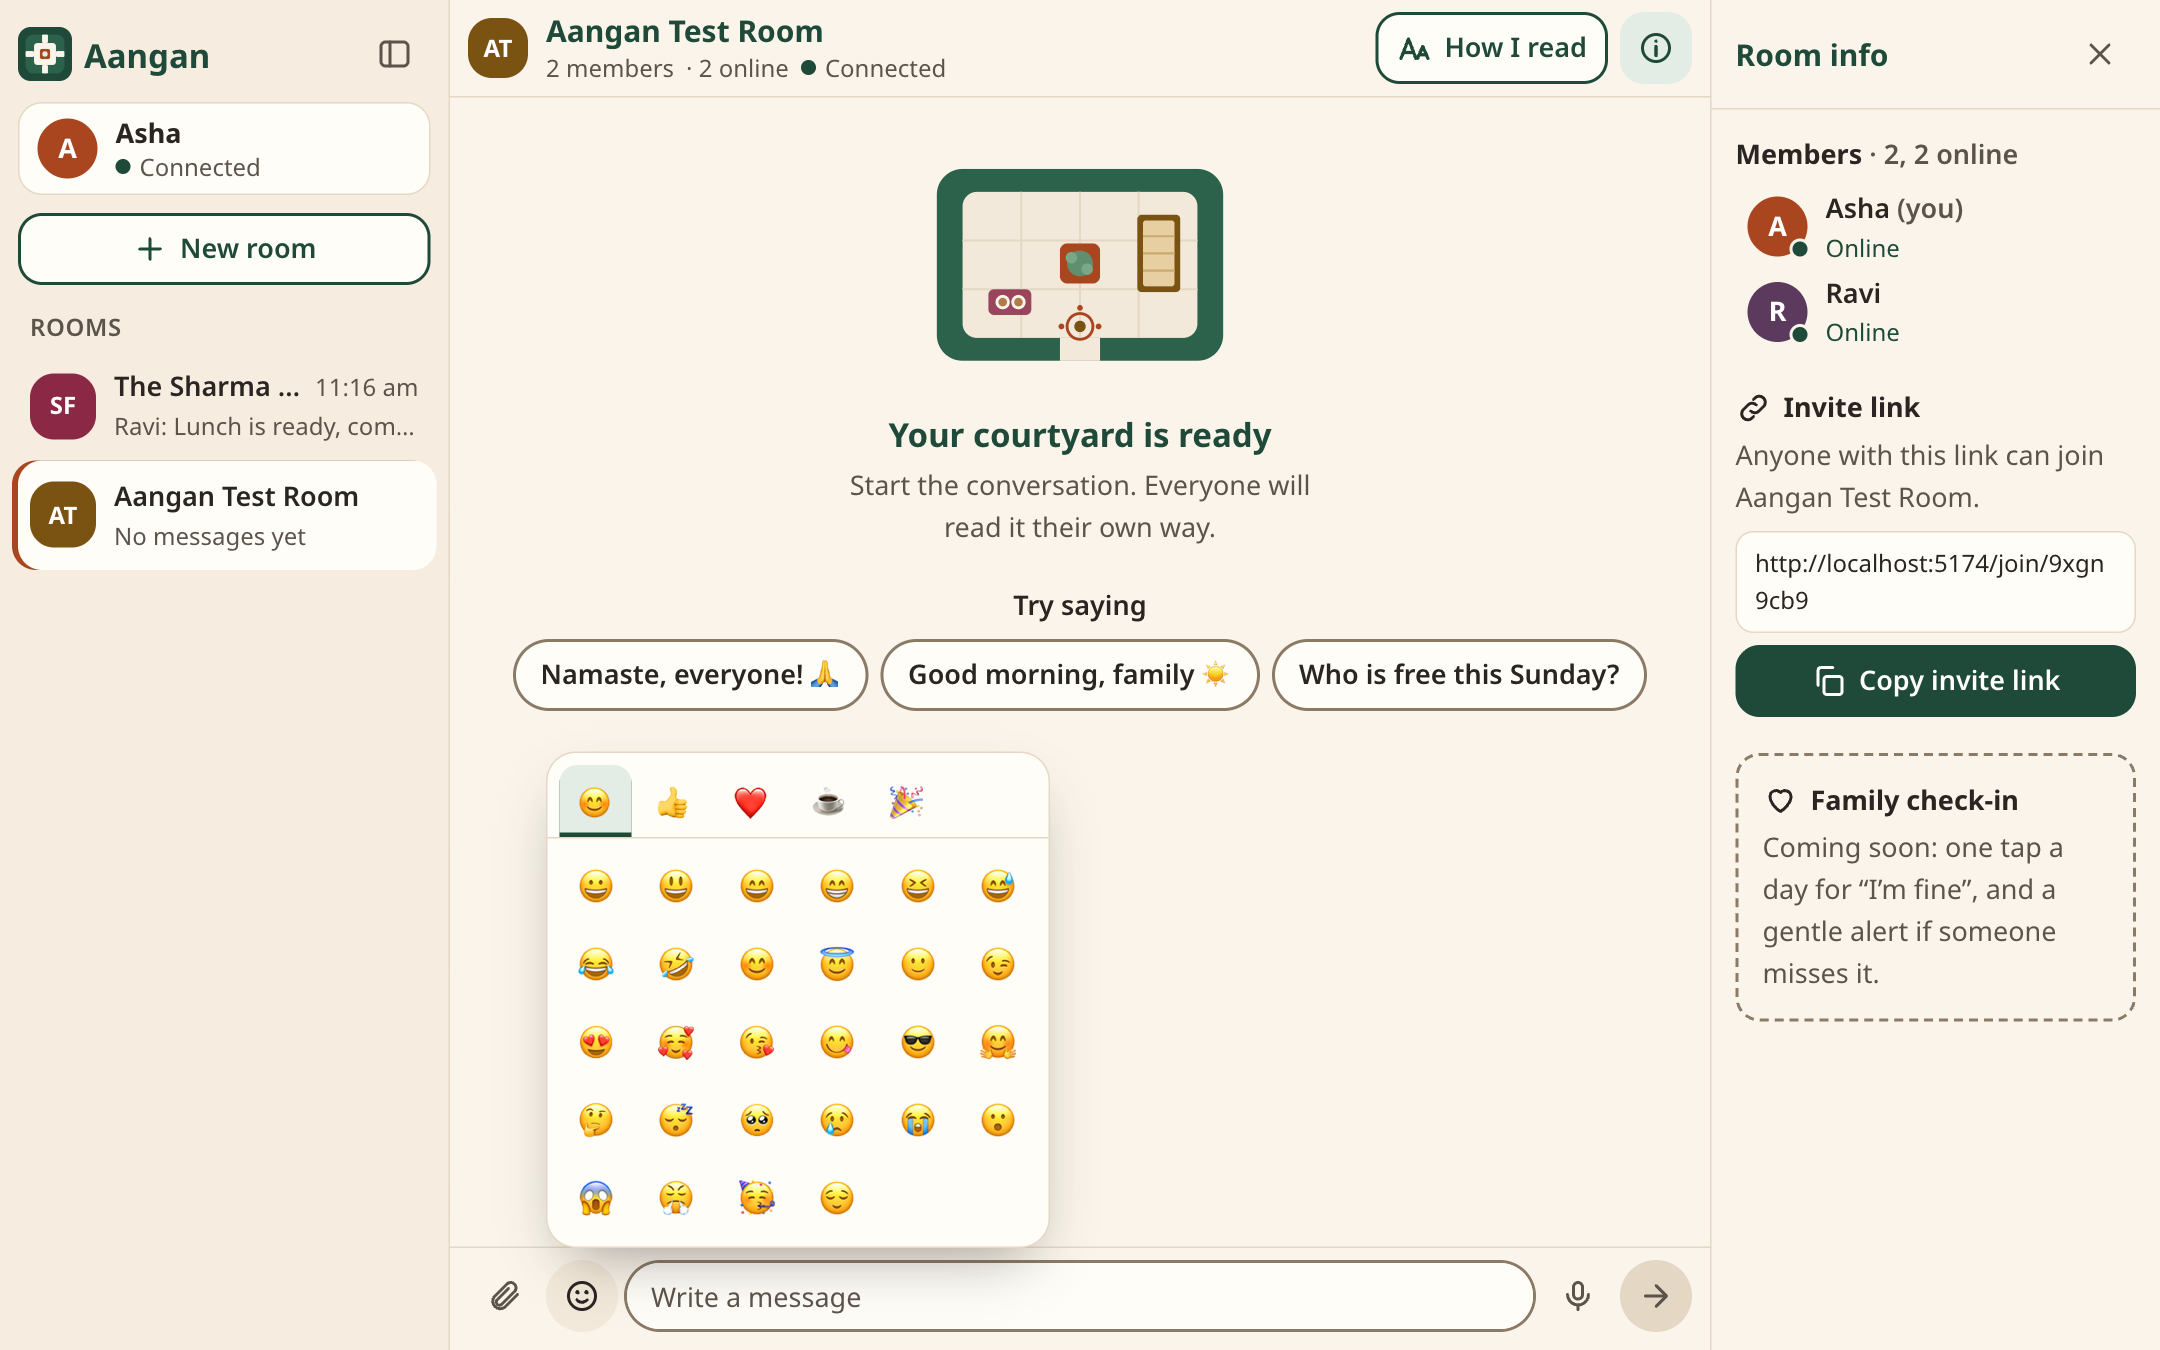 Aangan
A
Asha
Connected
New room
ROOMS
SF
The Sharma ...
11:16 am
Ravi: Lunch is ready, com...
AT
Aangan Test Room
No messages yet
AT
Aangan Test Room
2 members · 2 online Connected
How I read
Your courtyard is ready
Start the conversation. Everyone will
read it their own way.
Try saying
Namaste, everyone! 🙏
Good morning, family ☀️
Who is free this Sunday?
Write a message
Room info
Members · 2, 2 online
A
Asha (you)
Online
R
Ravi
Online
Invite link
Anyone with this link can join
Aangan Test Room.
http://localhost:5174/join/9xgn
9cb9
Copy invite link
Family check-in
Coming soon: one tap a
day for “I’m fine”, and a
gentle alert if someone
misses it.